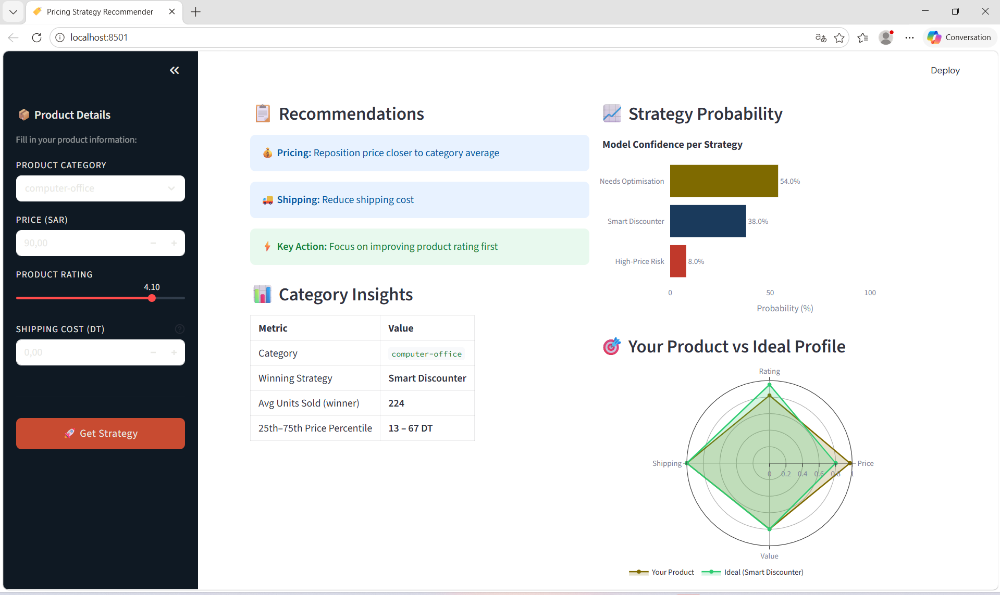 Pricing Strategy Recommender
localhost:8501
Conversation
Deploy
Product Details
Fill in your product information:
PRODUCT CATEGORY
computer-office
PRICE (SAR)
90,00
PRODUCT RATING
4.10
SHIPPING COST (DT)
0,00
Get Strategy
Recommendations
Pricing: Reposition price closer to category average
Shipping: Reduce shipping cost
Key Action: Focus on improving product rating first
Category Insights
Metric Value
Category computer-office
Winning Strategy Smart Discounter
Avg Units Sold (winner) 224
25th–75th Price Percentile 13 – 67 DT
Strategy Probability
Model Confidence per Strategy
Needs Optimisation 54.0%
Smart Discounter 38.0%
High-Price Risk 8.0%
0 50 100
Probability (%)
Your Product vs Ideal Profile
Rating
Shipping Price
0 0.2 0.4 0.6 0.8 1
Value
Your Product Ideal (Smart Discounter)